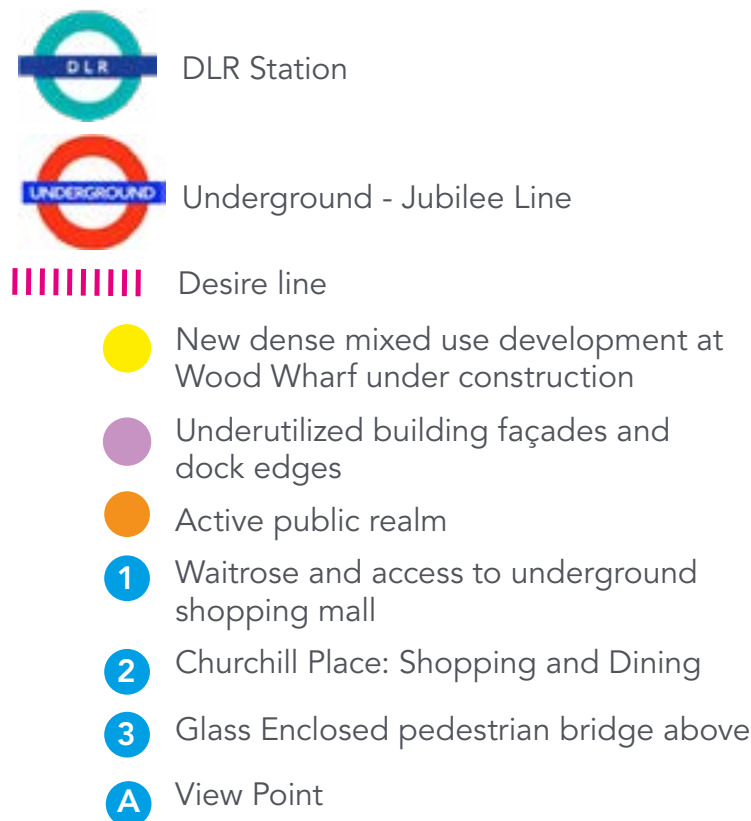 DLR
DLR Station
UNDERGROUND
Underground - Jubilee Line
Desire line
New dense mixed use development at
Wood Wharf under construction
Underutilized building façades and
dock edges
Active public realm
1
Waitrose and access to underground
shopping mall
2
Churchill Place: Shopping and Dining
3
Glass Enclosed pedestrian bridge above
A
View Point